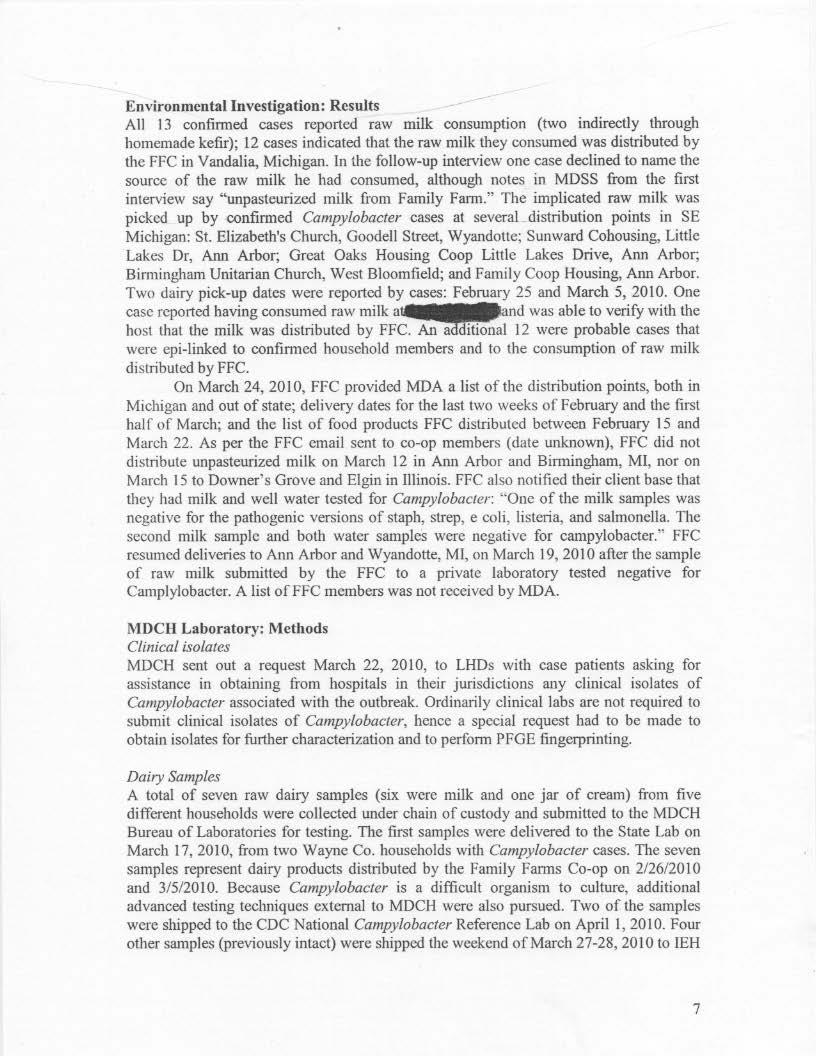 Environmental Investigation: Results
All 13 confirmed cases reported raw milk consumption (two indirectly through
homemade kefir); 12 cases indicated that the raw milk they consumed was distributed by
the FFC in Vandalia, Michigan. In the follow-up interview one case declined to name the
source of the raw milk he had consumed, although notes in MDSS from the first
interview say “unpasteurized milk from Family Farm.” The implicated raw milk was
picked up by confirmed Campylobacter cases at several distribution points in SE
Michigan: St. Elizabeth's Church, Goodell Street, Wyandotte; Sunward Cohousing, Little
Lakes Dr, Ann Arbor; Great Oaks Housing Coop Little Lakes Drive, Ann Arbor;
Birmingham Unitarian Church, West Bloomfield; and Family Coop Housing, Ann Arbor.
Two dairy pick-up dates were reported by cases: February 25 and March 5, 2010. One
case reported having consumed raw milk at and was able to verify with the
host that the milk was distributed by FFC. An additional 12 were probable cases that
were epi-linked to confirmed household members and to the consumption of raw milk
distributed by FFC.
On March 24, 2010, FFC provided MDA a list of the distribution points, both in
Michigan and out of state; delivery dates for the last two weeks of February and the first
half of March; and the list of food products FFC distributed between February 15 and
March 22. As per the FFC email sent to co-op members (date unknown), FFC did not
distribute unpasteurized milk on March 12 in Ann Arbor and Birmingham, MI, nor on
March 15 to Downer’s Grove and Elgin in Illinois. FFC also notified their client base that
they had milk and well water tested for Campylobacter: “One of the milk samples was
negative for the pathogenic versions of staph, strep, e coli, listeria, and salmonella. The
second milk sample and both water samples were negative for campylobacter.” FFC
resumed deliveries to Ann Arbor and Wyandotte, MI, on March 19, 2010 after the sample
of raw milk submitted by the FFC to a private laboratory tested negative for
Camplylobacter. A list of FFC members was not received by MDA.
MDCH Laboratory: Methods
Clinical isolates
MDCH sent out a request March 22, 2010, to LHDs with case patients asking for
assistance in obtaining from hospitals in their jurisdictions any clinical isolates of
Campylobacter associated with the outbreak. Ordinarily clinical labs are not required to
submit clinical isolates of Campylobacter, hence a special request had to be made to
obtain isolates for further characterization and to perform PFGE fingerprinting.
Dairy Samples
A total of seven raw dairy samples (six were milk and one jar of cream) from five
different households were collected under chain of custody and submitted to the MDCH
Bureau of Laboratories for testing. The first samples were delivered to the State Lab on
March 17, 2010, from two Wayne Co. households with Campylobacter cases. The seven
samples represent dairy products distributed by the Family Farms Co-op on 2/26/2010
and 3/5/2010. Because Campylobacter is a difficult organism to culture, additional
advanced testing techniques external to MDCH were also pursued. Two of the samples
were shipped to the CDC National Campylobacter Reference Lab on April 1, 2010. Four
other samples (previously intact) were shipped the weekend of March 27-28, 2010 to IEH
7